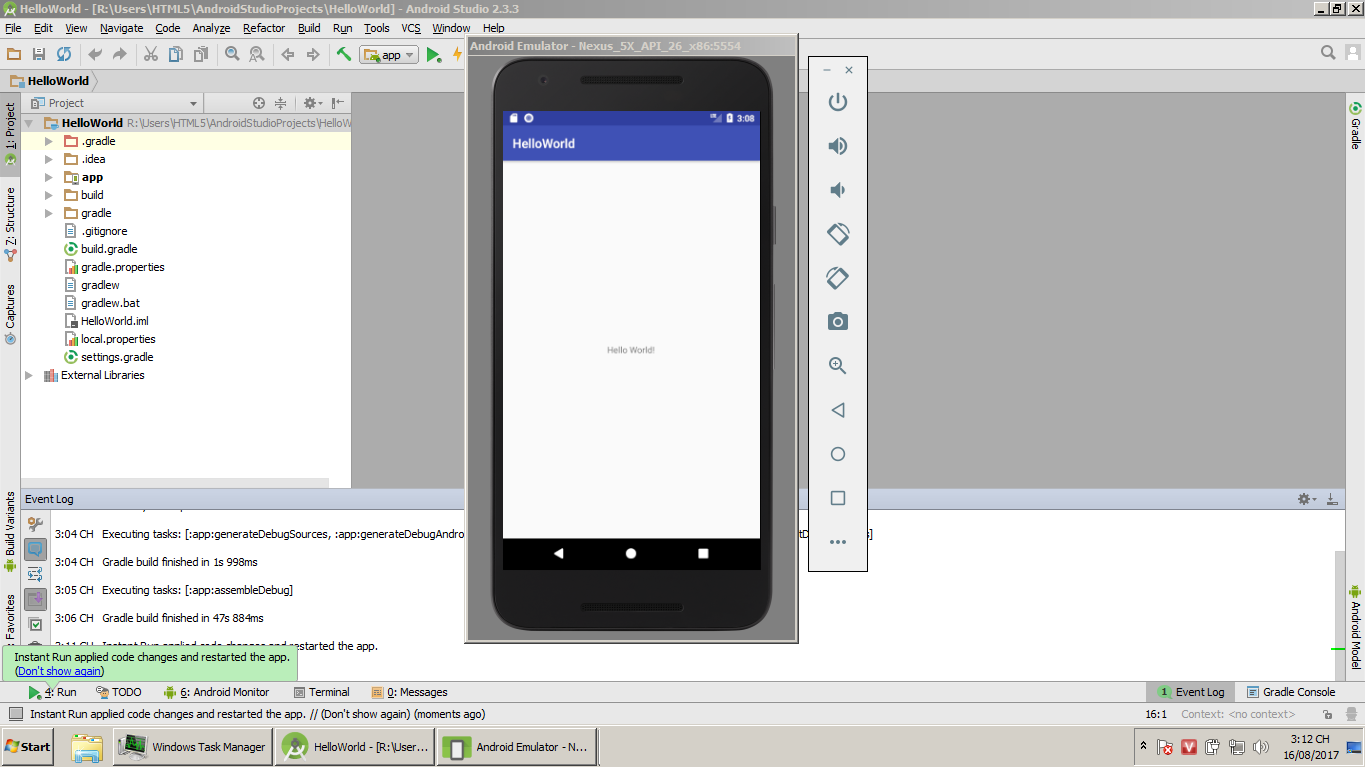 HelloWorld - [R:\Users\HTML5\AndroidStudioProjects\HelloWorld] - Android Studio 2.3.3
File Edit View Navigate Code Analyze Refactor Build Run Tools VCS Window Help
app
HelloWorld
1: Project
7: Structure
Captures
Build Variants
Favorites
Project
HelloWorld R:\Users\HTML5\AndroidStudioProjects\HelloW
.gradle
.idea
app
build
gradle
.gitignore
build.gradle
gradle.properties
gradlew
gradlew.bat
HelloWorld.iml
local.properties
settings.gradle
External Libraries
Android Emulator - Nexus_5X_API_26_x86:5554
3:08
HelloWorld
Hello World!
Gradle
Android Model
Event Log
3:04 CH Executing tasks: [:app:generateDebugSources, :app:generateDebugAndro
3:04 CH Gradle build finished in 1s 998ms
3:05 CH Executing tasks: [:app:assembleDebug]
3:06 CH Gradle build finished in 47s 884ms
Instant Run applied code changes and restarted the app.
Instant Run applied code changes and restarted the app.
(Don't show again)
4: Run TODO 6: Android Monitor Terminal 0: Messages 1 Event Log Gradle Console
Instant Run applied code changes and restarted the app. // (Don't show again) (moments ago) 16:1 Context: <no context>
Start Windows Task Manager HelloWorld - [R:\User... Android Emulator - N... 3:12 CH
16/08/2017